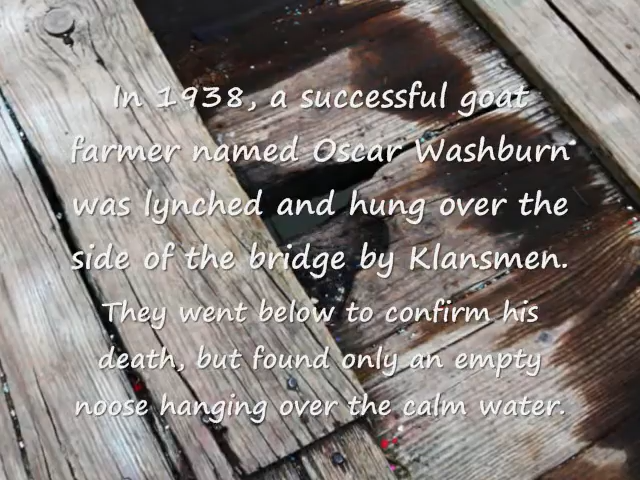 In 1938, a successful goat
farmer named Oscar Washburn
was lynched and hung over the
side of the bridge by Klansmen.
They went below to confirm his
death, but found only an empty
noose hanging over the calm water.